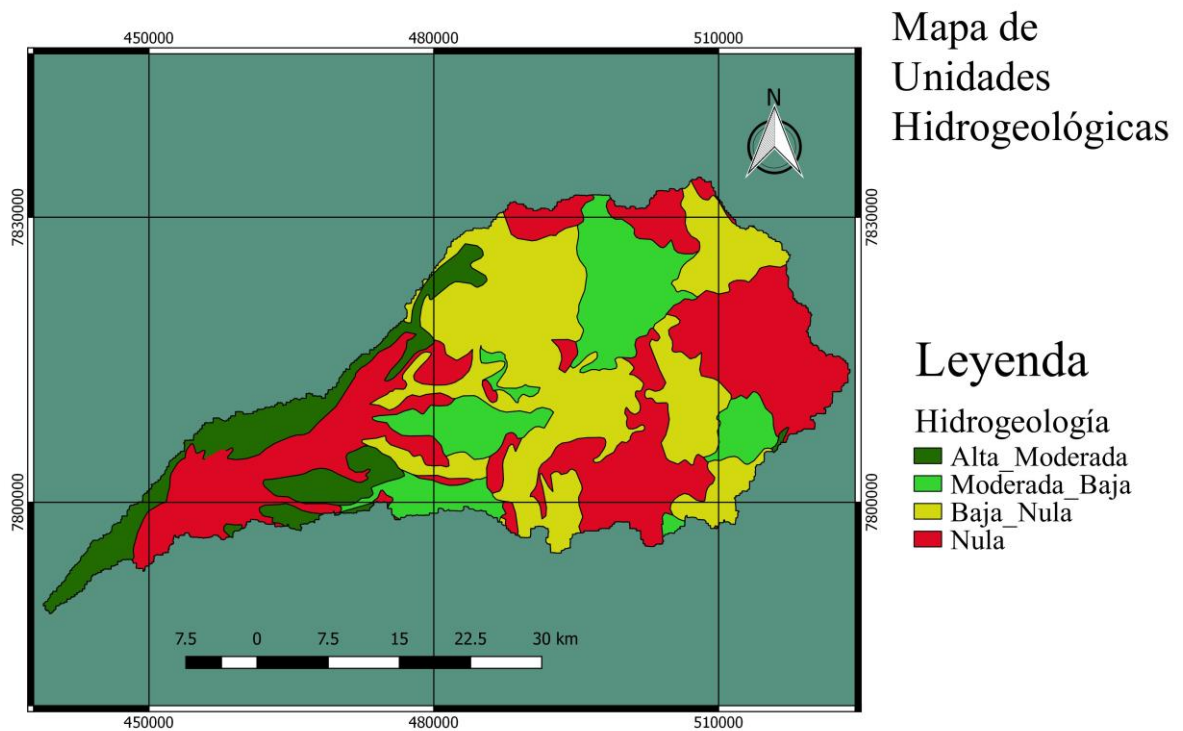 Mapa de
Unidades
Hidrogeológicas
450000 480000 510000
N
7830000 7830000
7800000 7800000
7.5 0 7.5 15 22.5 30 km
450000 480000 510000
Leyenda
Hidrogeología
Alta_Moderada
Moderada_Baja
Baja_Nula
Nula